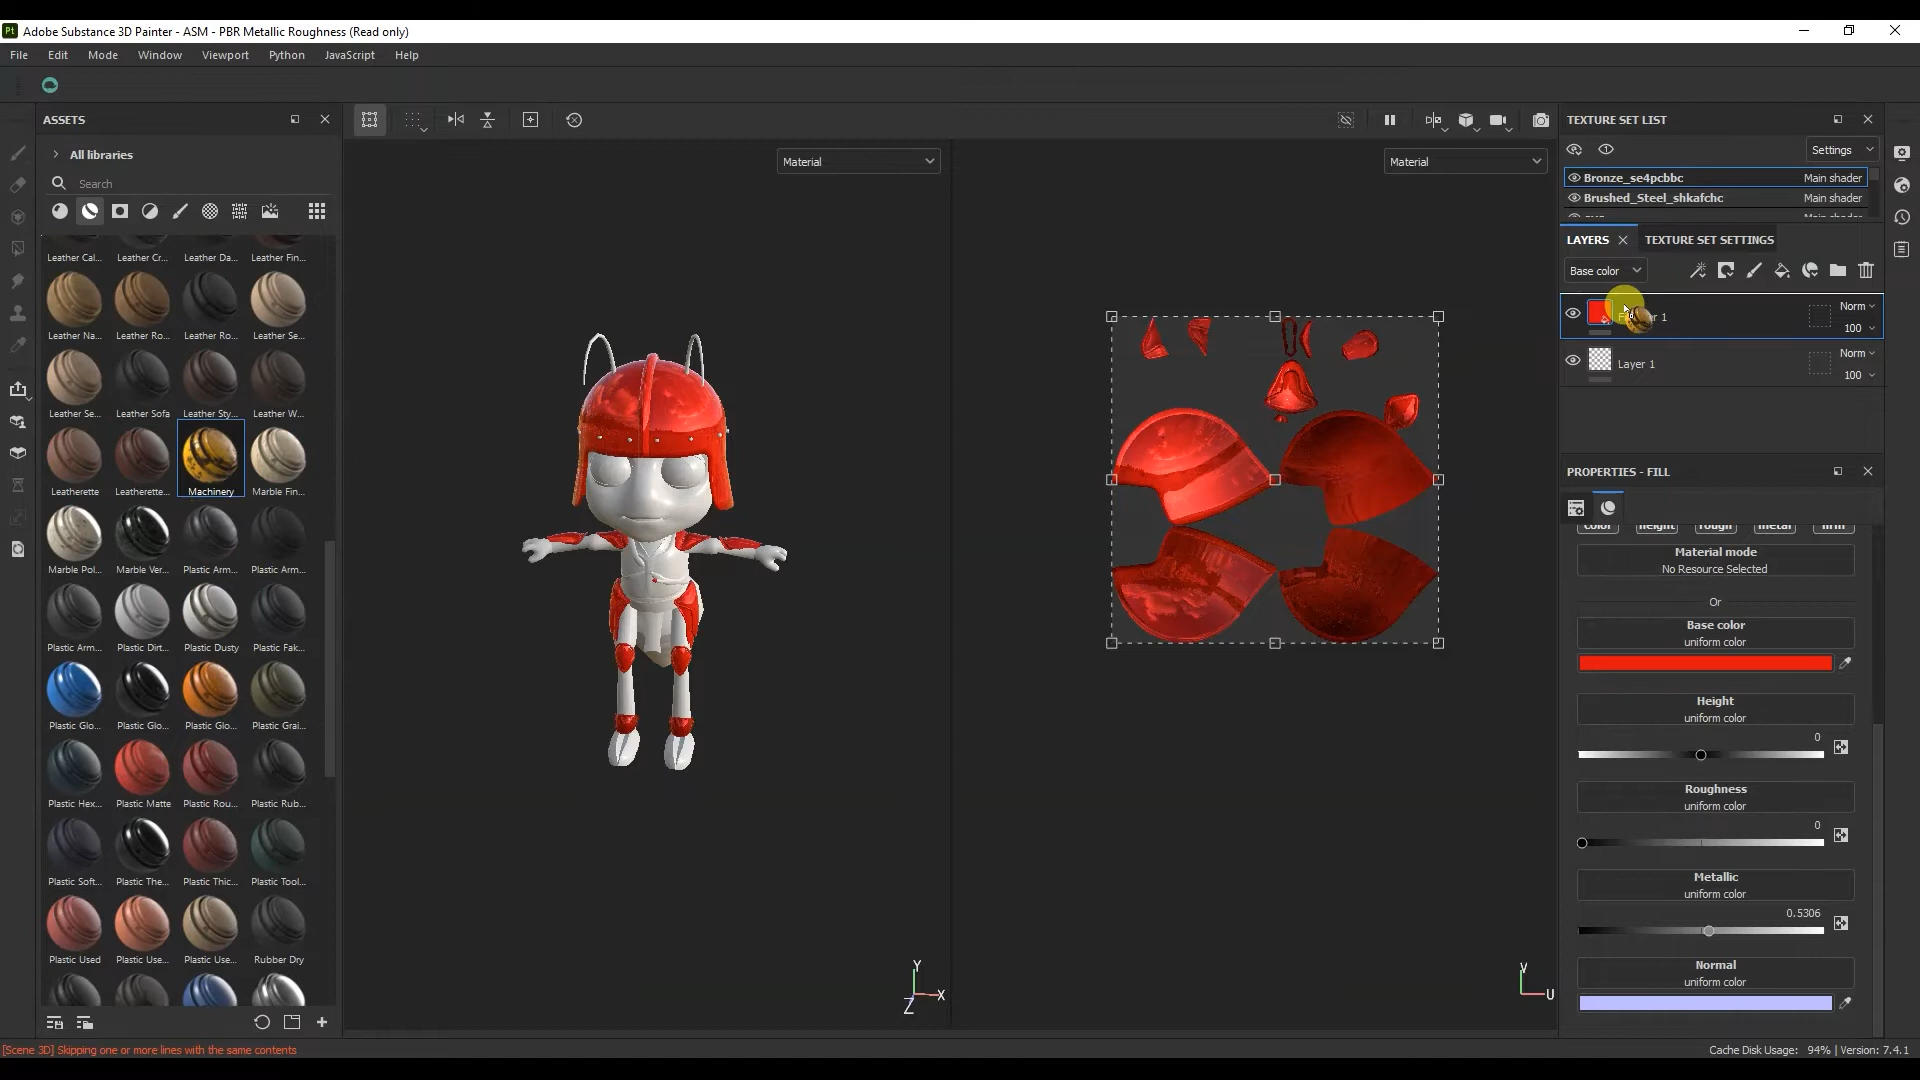 Pt Adobe Substance 3D Painter - ASM - PBR Metallic Roughness (Read only)
File Edit Mode Window Viewport Python JavaScript Help
ASSETS
All libraries
Search
Leather Cal... Leather Cr... Leather Da... Leather Fin...
Leather Na... Leather Ro... Leather Ro... Leather Se...
Leather Se... Leather Sofa Leather Sty... Leather W...
Leatherette Leatherette... Machinery Marble Fin...
Marble Pol... Marble Ver... Plastic Arm... Plastic Arm...
Plastic Arm... Plastic Dirt... Plastic Dusty Plastic Fak...
Plastic Glo... Plastic Glo... Plastic Glo... Plastic Grai...
Plastic Hex... Plastic Matte Plastic Rou... Plastic Rub...
Plastic Soft... Plastic The... Plastic Thic... Plastic Tool...
Plastic Used Plastic Use... Plastic Use... Rubber Dry
Material
Y
X
Z
Material
V
U
TEXTURE SET LIST
Settings
Bronze_se4pcbbc Main shader
Brushed_Steel_shkafchc Main shader
LAYERS TEXTURE SET SETTINGS
Base color
Norm
1
100
Norm
Layer 1
100
PROPERTIES - FILL
color height rough metal nrm
Material mode
No Resource Selected
Or
Base color
uniform color
Height
uniform color
0
Roughness
uniform color
0
Metallic
uniform color
0.5306
Normal
uniform color
[Scene 3D] Skipping one or more lines with the same contents
Cache Disk Usage: 94% | Version: 7.4.1